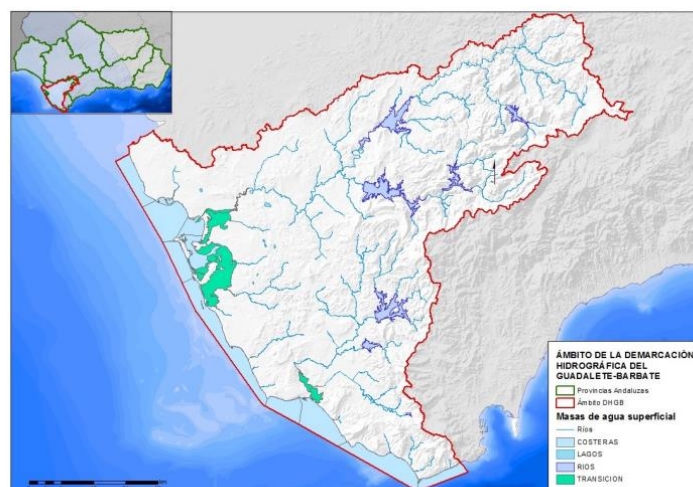 ÁMBITO DE LA DEMARCACIÓN
HIDROGRÁFICA DEL
GUADALETE-BARBATE
Provincias Andaluzas
Ámbito DHGB
Masas de agua superficial
Ríos
COSTERAS
LAGOS
RIOS
TRANSICION